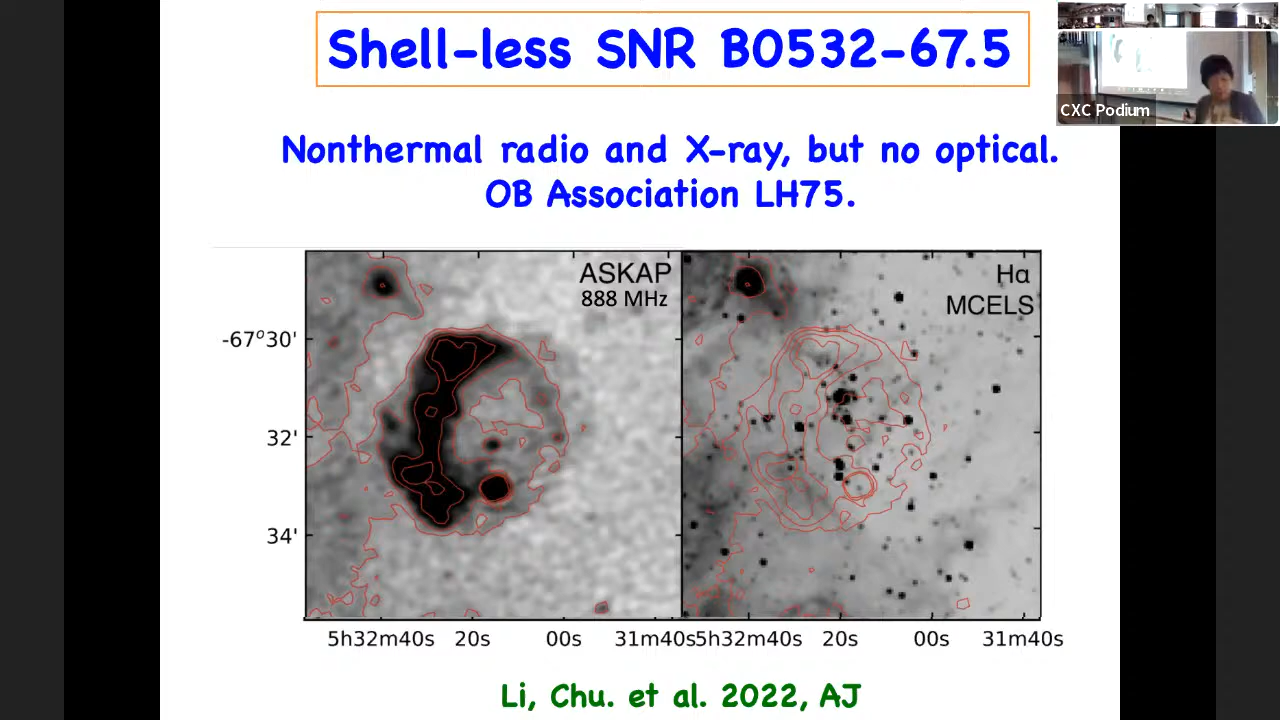 Shell-less SNR B0532-67.5
CXC Podium
Nonthermal radio and X-ray, but no optical.
OB Association LH75.
ASKAP
888 MHz
Hα
MCELS
-67°30'
32'
34'
5h32m40s 20s 00s 31m40s
5h32m40s 20s 00s 31m40s
Li, Chu. et al. 2022, AJ